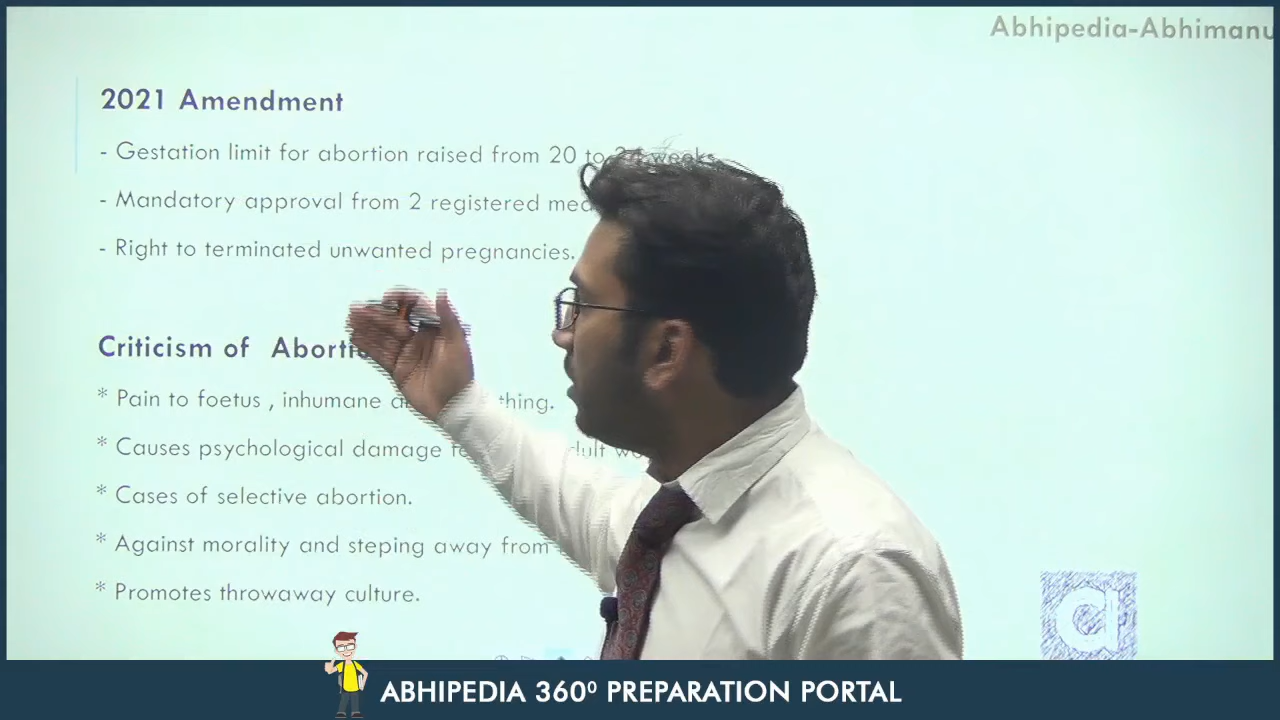 Abhipedia-Abhimanu
2021 Amendment
- Gestation limit for abortion raised from 20 to 24 weeks
- Mandatory approval from 2 registered
- Right to terminated unwanted pregnancies.
Criticism of
* Pain to foetus , inhumane thing.
* Causes psychological damage
* Cases of selective abortion.
* Against morality and steping away from
* Promotes throwaway culture.
a
ABHIPEDIA 360⁰ PREPARATION PORTAL